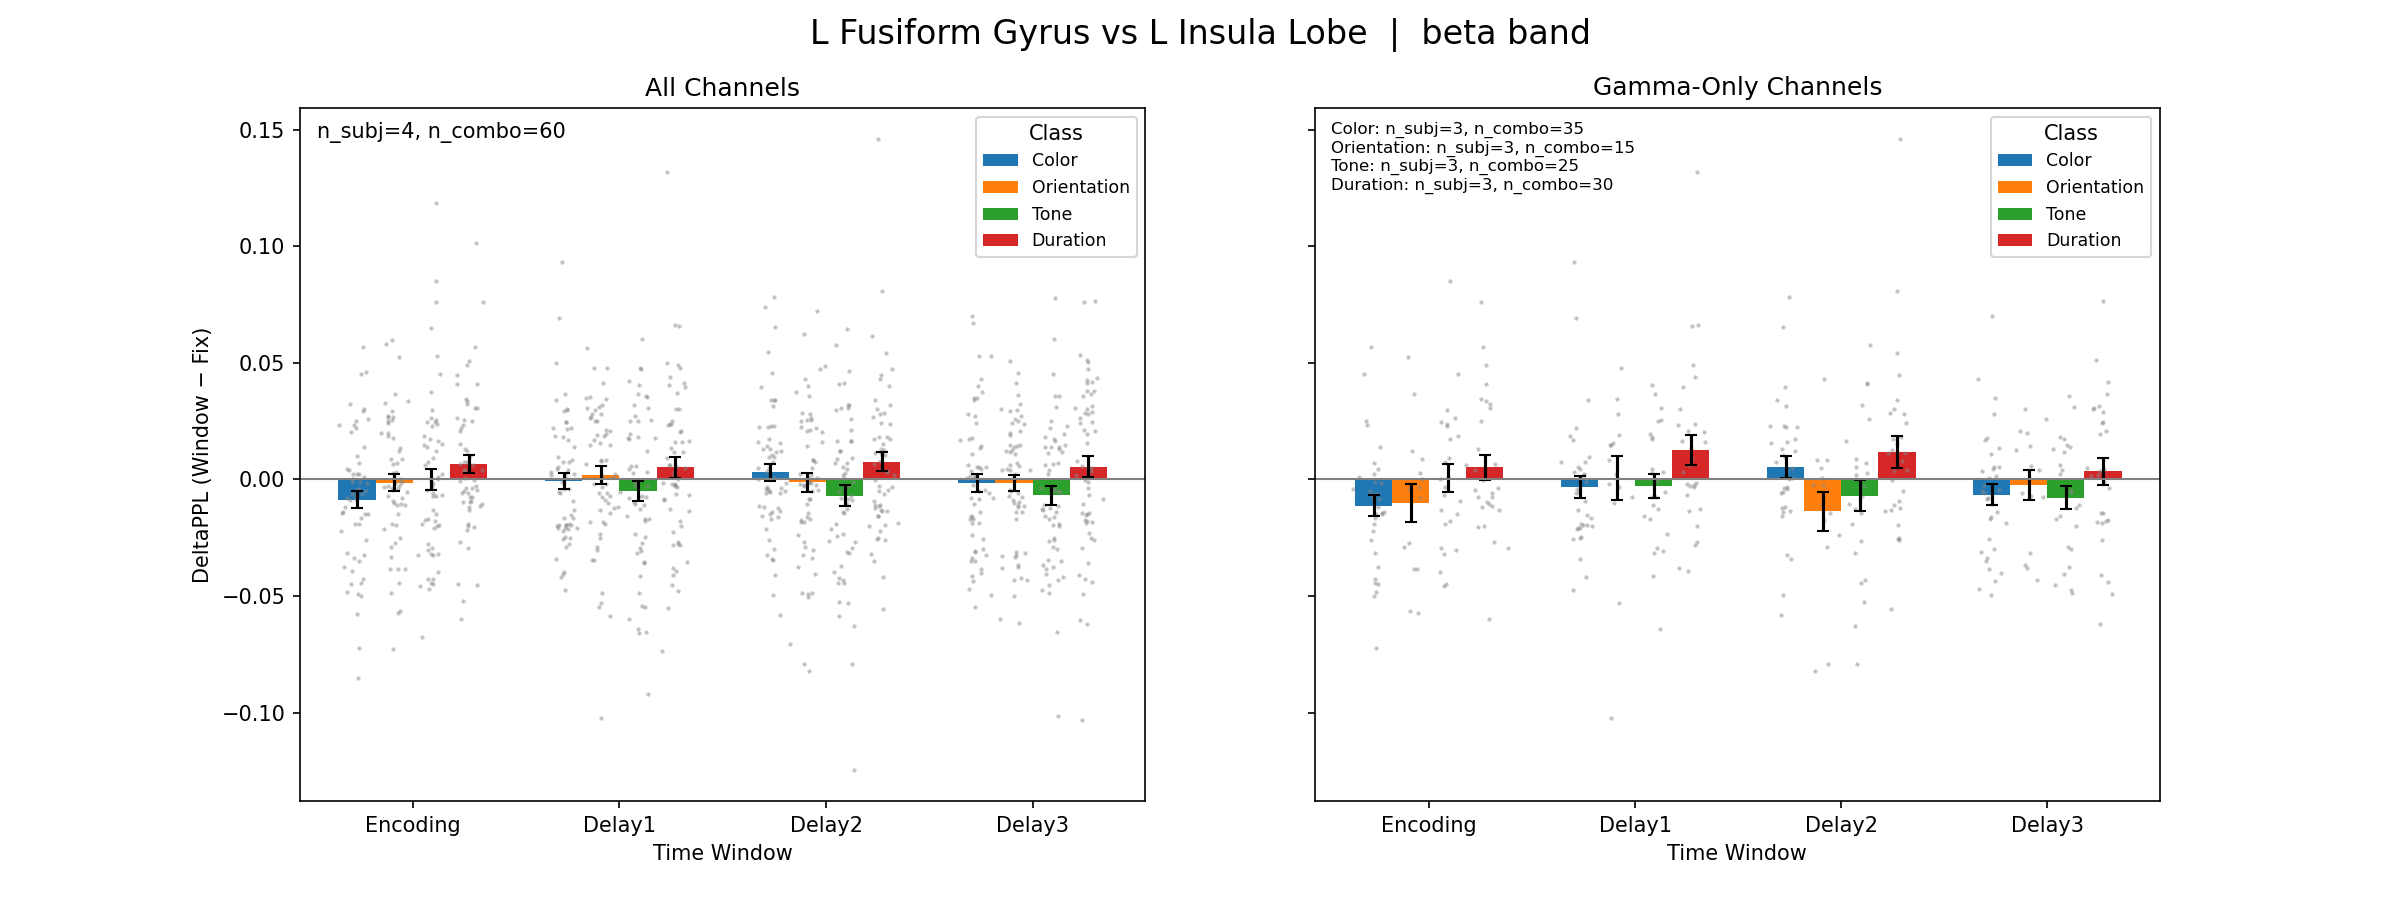 L Fusiform Gyrus vs L Insula Lobe | beta band
All Channels
n_subj=4, n_combo=60
Class
Color
Orientation
Tone
Duration
0.15
0.10
0.05
0.00
−0.05
−0.10
DeltaPPL (Window − Fix)
Encoding Delay1 Delay2 Delay3
Time Window
Gamma-Only Channels
Color: n_subj=3, n_combo=35
Orientation: n_subj=3, n_combo=15
Tone: n_subj=3, n_combo=25
Duration: n_subj=3, n_combo=30
Class
Color
Orientation
Tone
Duration
Encoding Delay1 Delay2 Delay3
Time Window